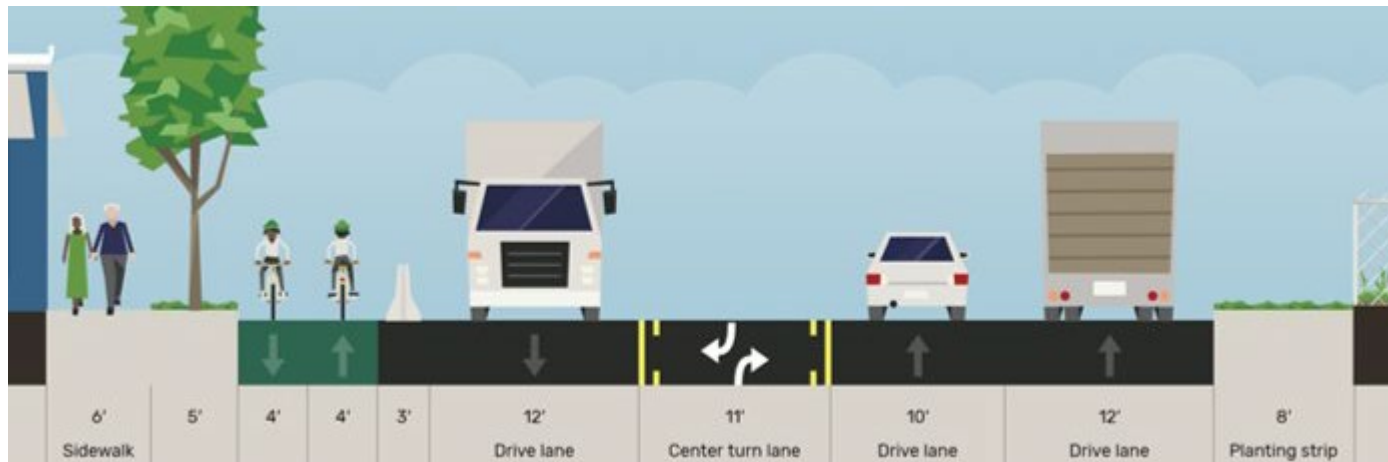 6' 5' 4' 4' 3' 12' 11' 10' 12' 8'
Sidewalk Drive lane Center turn lane Drive lane Drive lane Planting strip